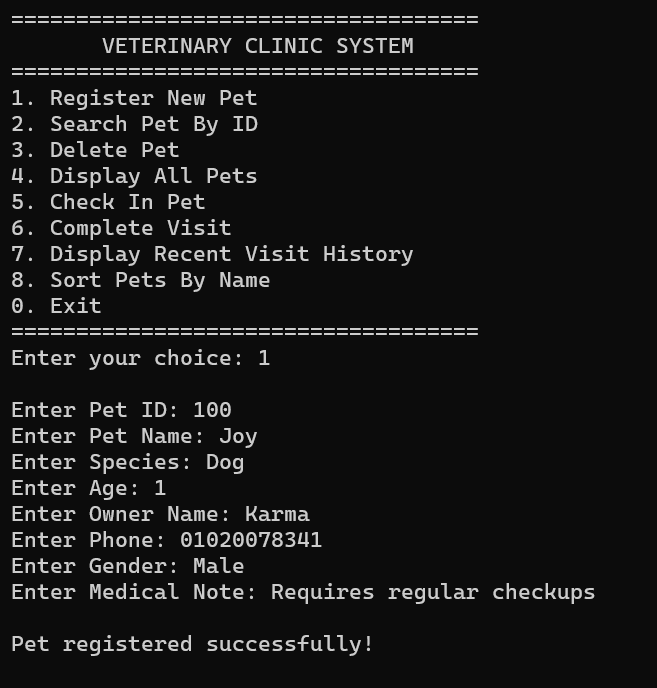 ====================================
VETERINARY CLINIC SYSTEM
====================================
1. Register New Pet
2. Search Pet By ID
3. Delete Pet
4. Display All Pets
5. Check In Pet
6. Complete Visit
7. Display Recent Visit History
8. Sort Pets By Name
0. Exit
====================================
Enter your choice: 1
Enter Pet ID: 100
Enter Pet Name: Joy
Enter Species: Dog
Enter Age: 1
Enter Owner Name: Karma
Enter Phone: 01020078341
Enter Gender: Male
Enter Medical Note: Requires regular checkups
Pet registered successfully!